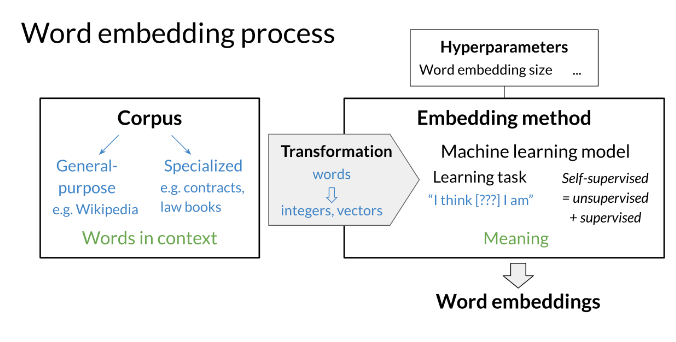 Word embedding process
Hyperparameters
Word embedding size ...
Corpus
General-
purpose
e.g. Wikipedia
Specialized
e.g. contracts,
law books
Words in context
Transformation
words
integers, vectors
Embedding method
Machine learning model
Learning task
“I think [???] I am”
Self-supervised
= unsupervised
+ supervised
Meaning
Word embeddings